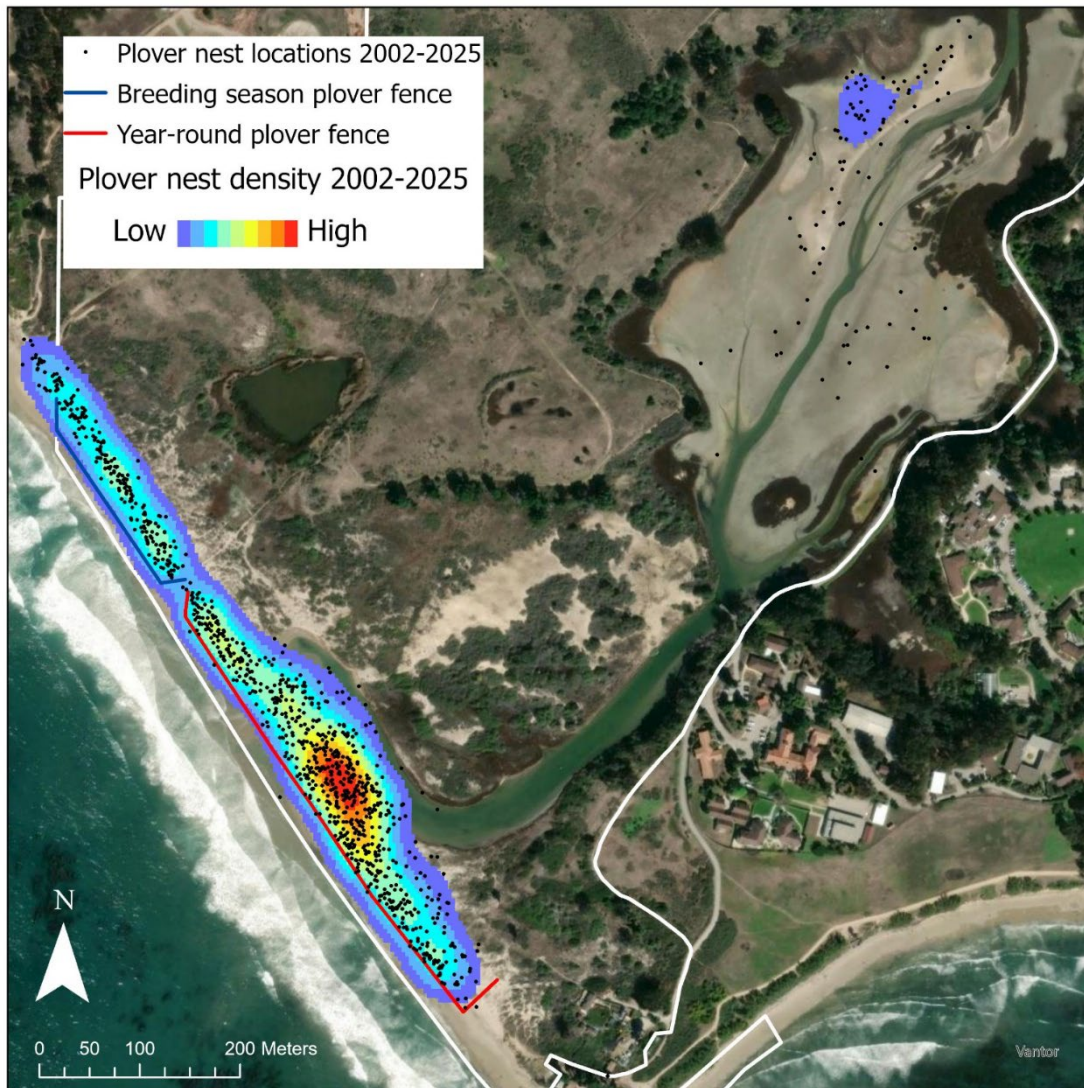 Plover nest locations 2002-2025
Breeding season plover fence
Year-round plover fence
Plover nest density 2002-2025
Low High
N
0 50 100 200 Meters
Vantor